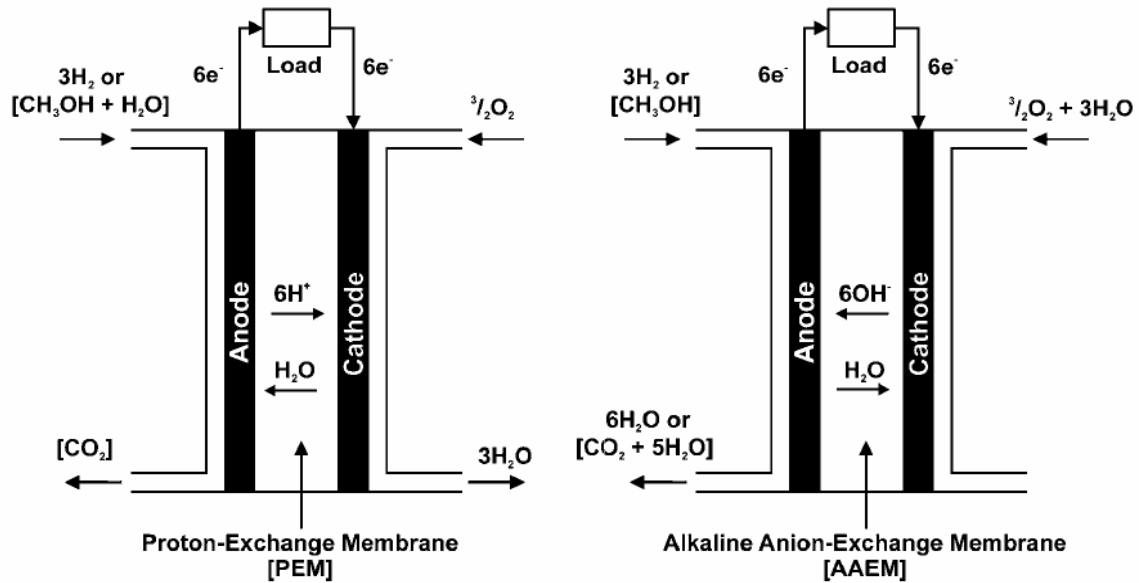 6e⁻
Load
6e⁻
3H₂ or
[CH₃OH + H₂O]
³/₂O₂
Anode
6H⁺
H₂O
Cathode
[CO₂]
3H₂O
Proton-Exchange Membrane
[PEM]
6e⁻
Load
6e⁻
3H₂ or
[CH₃OH]
³/₂O₂ + 3H₂O
Anode
6OH⁻
H₂O
Cathode
6H₂O or
[CO₂ + 5H₂O]
Alkaline Anion-Exchange Membrane
[AAEM]